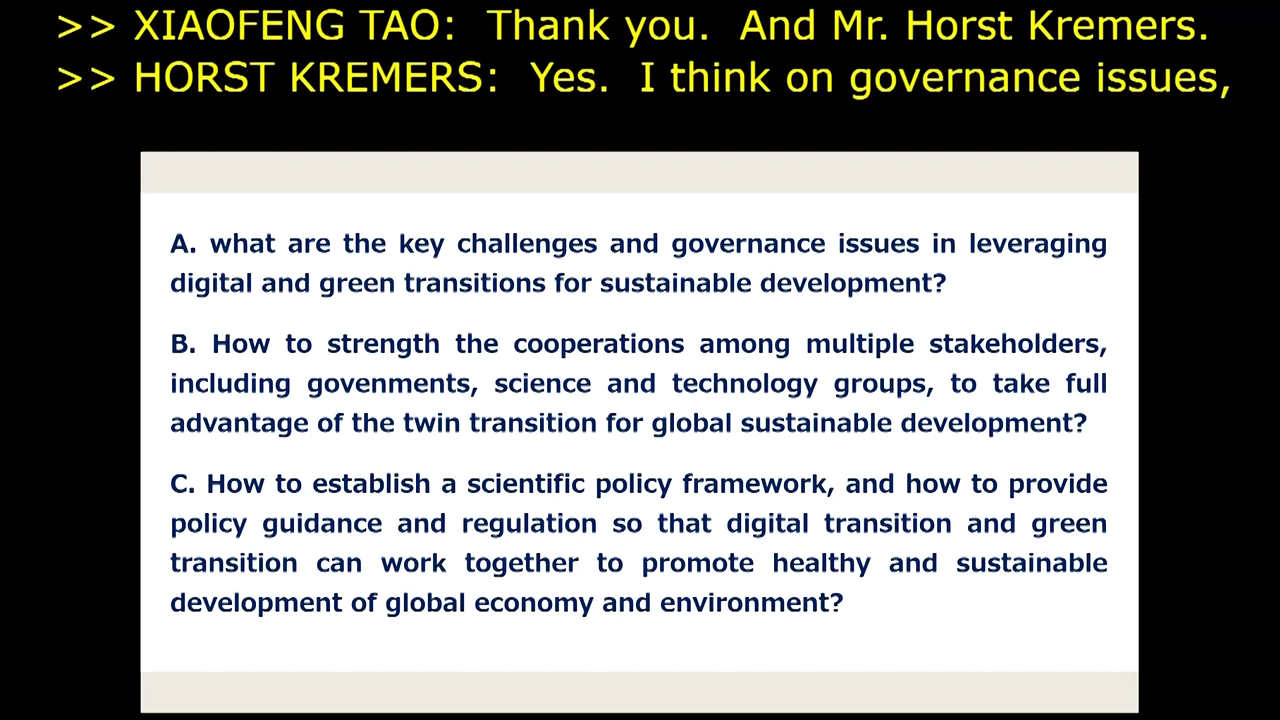 >> XIAOFENG TAO:  Thank you.  And Mr. Horst Kremers.
>> HORST KREMERS:  Yes.  I think on governance issues,
A. what are the key challenges and governance issues in leveraging
digital and green transitions for sustainable development?
B. How to strength the cooperations among multiple stakeholders,
including govenments, science and technology groups, to take full
advantage of the twin transition for global sustainable development?
C. How to establish a scientific policy framework, and how to provide
policy guidance and regulation so that digital transition and green
transition can work together to promote healthy and sustainable
development of global economy and environment?